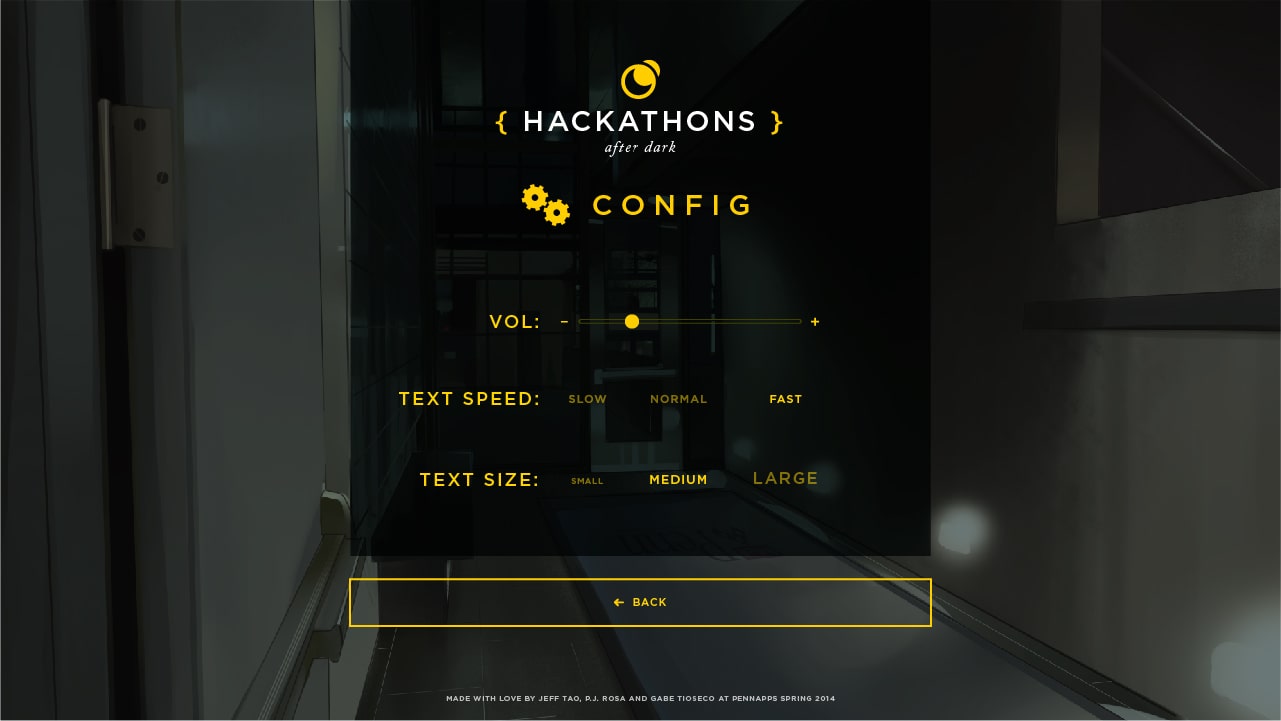 { HACKATHONS }
after dark
CONFIG
VOL: - +
TEXT SPEED: SLOW NORMAL FAST
TEXT SIZE: SMALL MEDIUM LARGE
← BACK
MADE WITH LOVE BY JEFF TAO, P.J. ROSA AND GABE TIOSECO AT PENNAPPS SPRING 2014